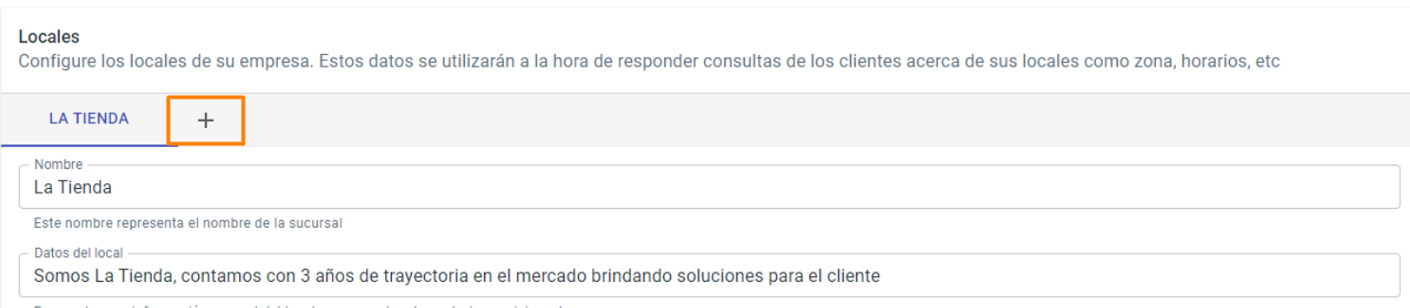 Locales
Configure los locales de su empresa. Estos datos se utilizarán a la hora de responder consultas de los clientes acerca de sus locales como zona, horarios, etc
LA TIENDA +
Nombre
La Tienda
Este nombre representa el nombre de la sucursal
Datos del local
Somos La Tienda, contamos con 3 años de trayectoria en el mercado brindando soluciones para el cliente